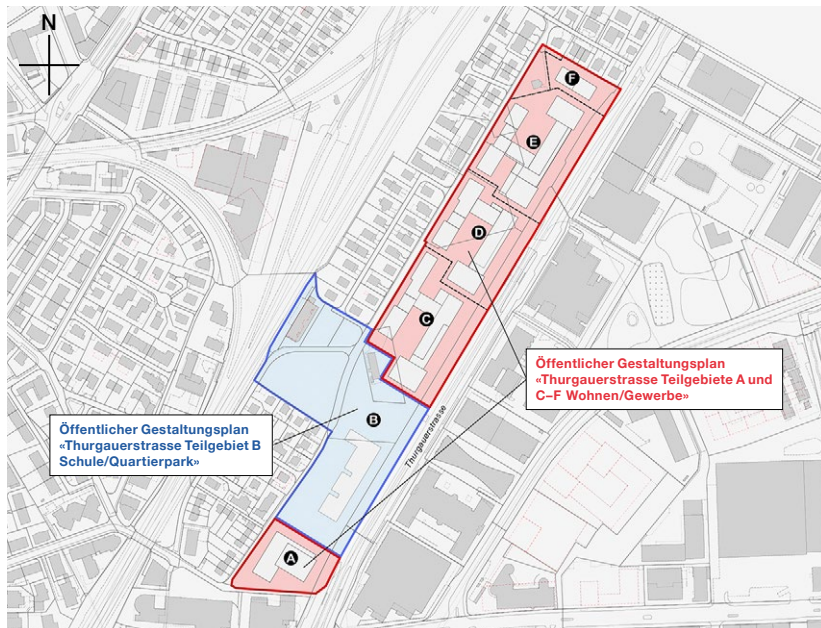 N
F
E
D
C
Öffentlicher Gestaltungsplan
«Thurgauerstrasse Teilgebiete A und
C–F Wohnen/Gewerbe»
B
Öffentlicher Gestaltungsplan
«Thurgauerstrasse Teilgebiet B
Schule/Quartierpark»
Thurgauerstrasse
A